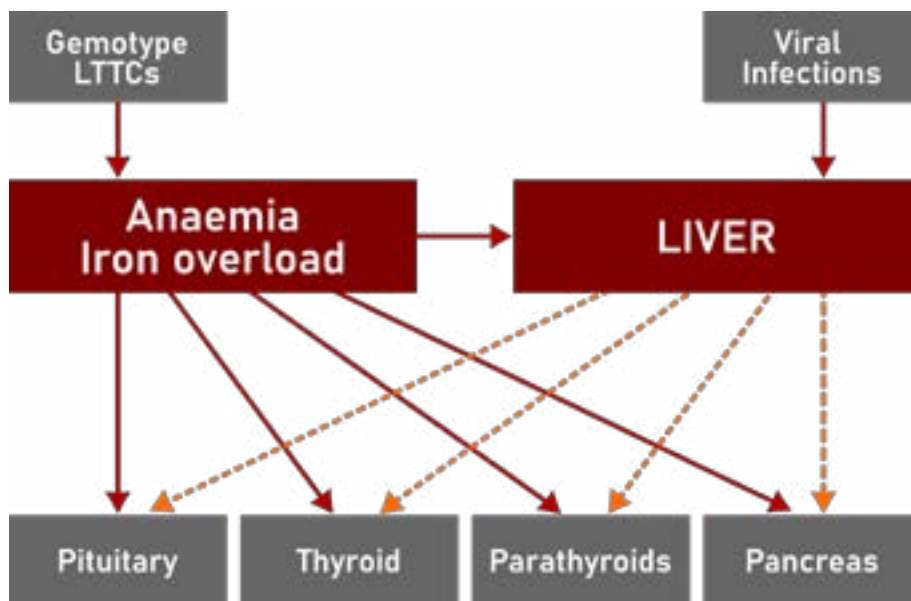 Gemotype
LTTCs
Viral
Infections
Anaemia
Iron overload
LIVER
Pituitary
Thyroid
Parathyroids
Pancreas